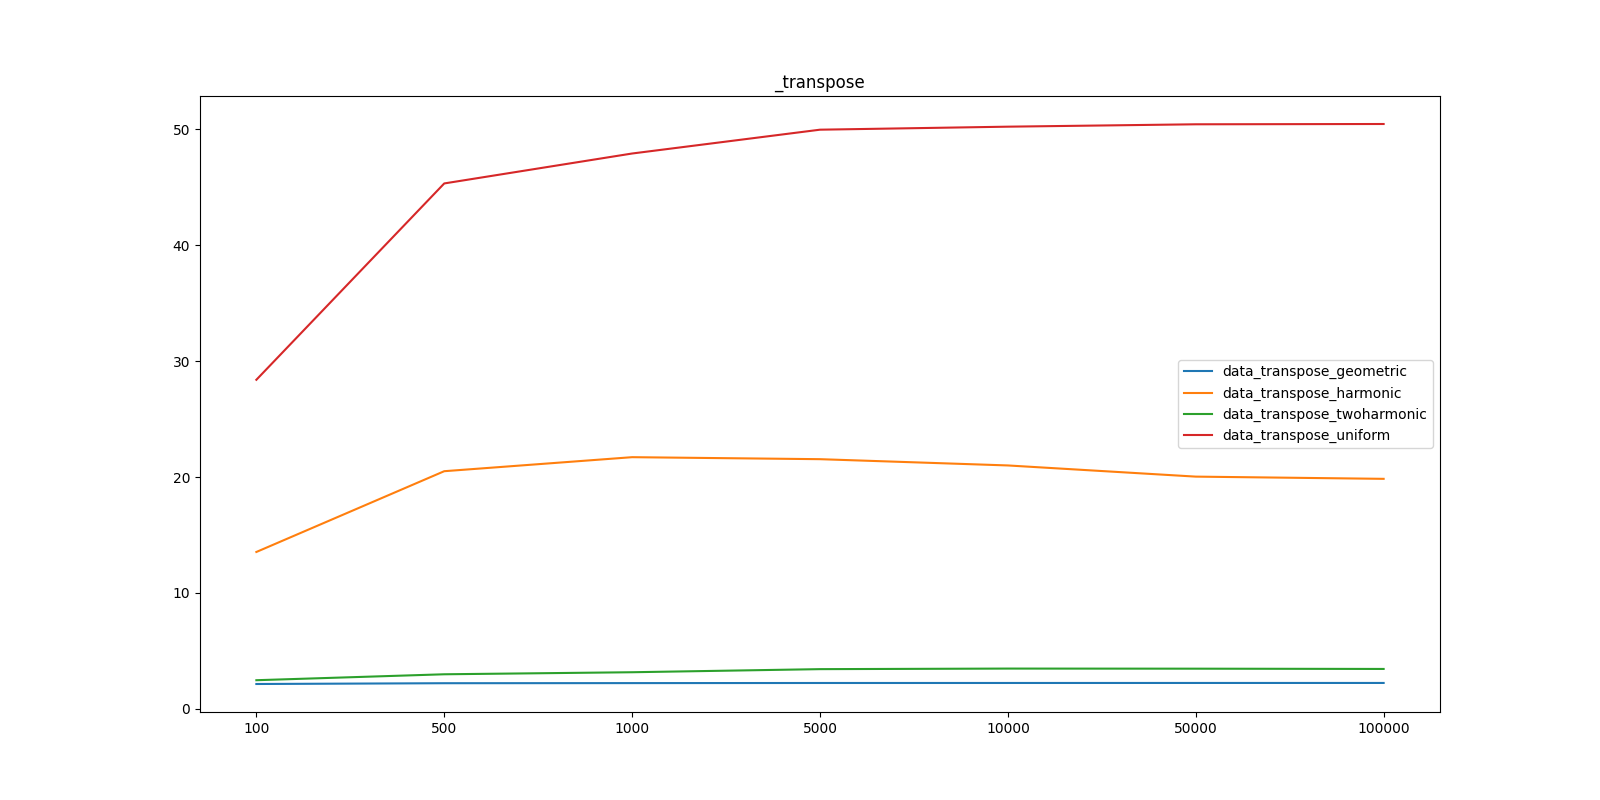 _transpose
50
40
30
20
10
0
100 500 1000 5000 10000 50000 100000
data_transpose_geometric
data_transpose_harmonic
data_transpose_twoharmonic
data_transpose_uniform